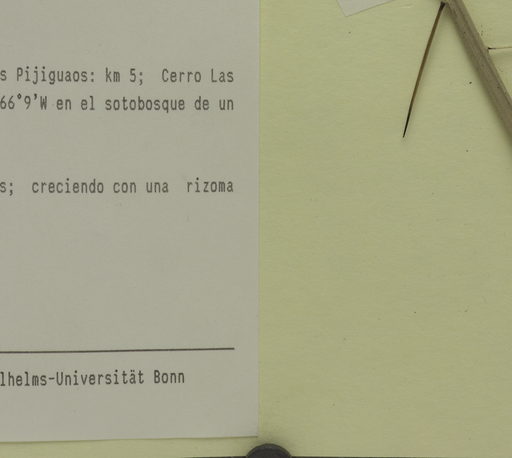 s Pijiguaos: km 5; Cerro Las
66°9'W en el sotobosque de un
s; creciendo con una rizoma
lhelms-Universität Bonn